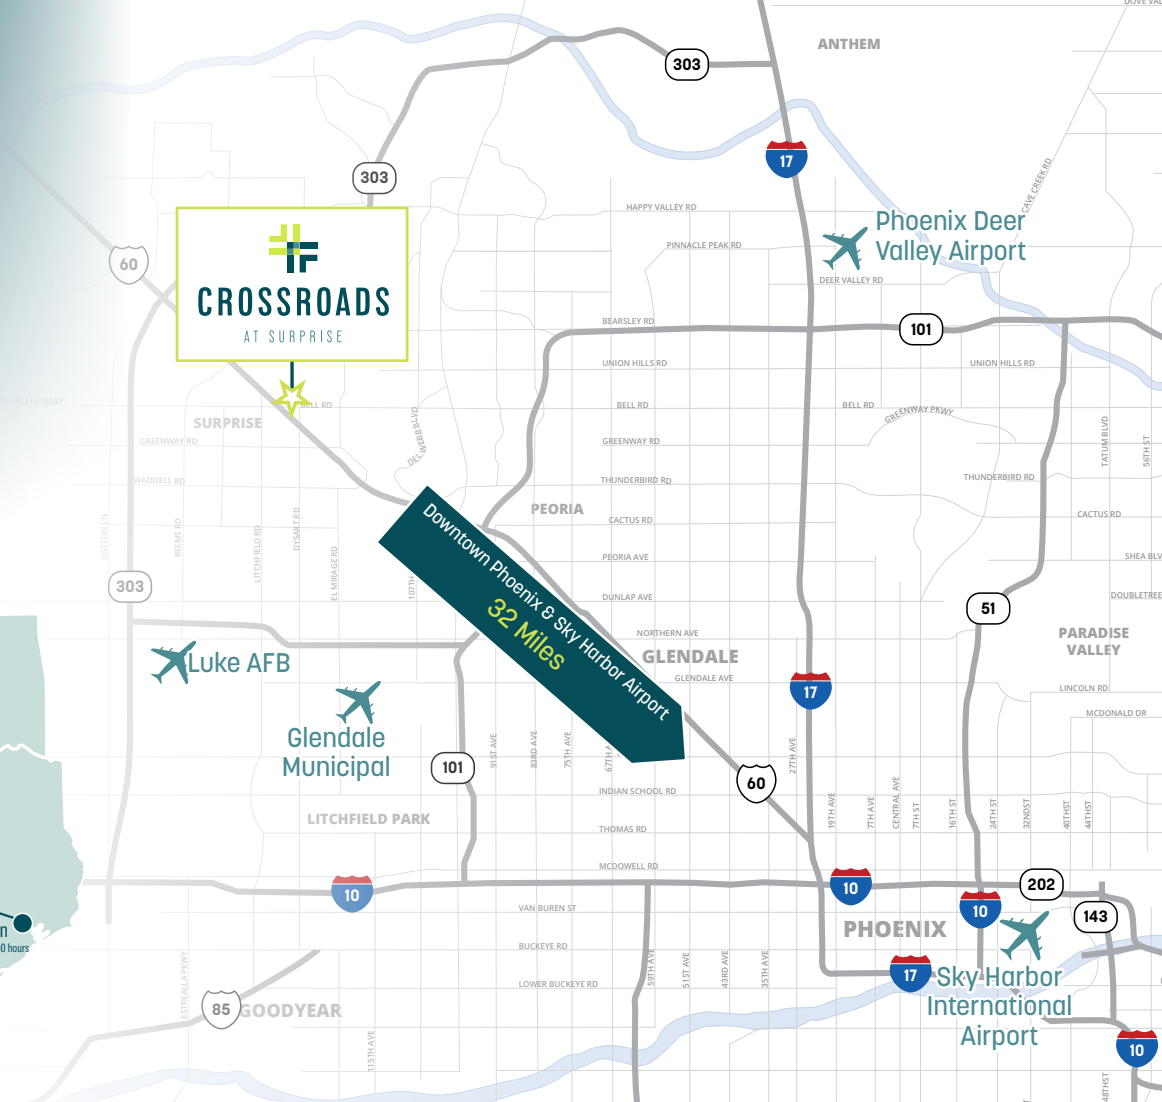 DOVE VAL
ANTHEM
303
17
303
CAVE CREEK RD
HAPPY VALLEY RD
Phoenix Deer
Valley Airport
PINNACLE PEAK RD
60
DEER VALLEY RD
CROSSROADS
AT SURPRISE
BEARSLEY RD
101
UNION HILLS RD
UNION HILLS RD
VALLEY PKWY
BELL RD
BELL RD
BELL RD
GREENWAY PKWY
SURPRISE
DEL WEBB BLVD
GREENWAY RD
GREENWAY RD
TATUM BLVD
56TH ST
WADDELL RD
THUNDERBIRD RD
THUNDERBIRD RD
PEORIA
CACTUS RD
CACTUS RD
COTTON LN
REEMS RD
LITCHFIELD RD
DYSART RD
EL MIRAGE RD
107TH
PEORIA AVE
SHEA BLV
303
Downtown Phoenix & Sky Harbor Airport
32 Miles
DUNLAP AVE
DOUBLETREE
51
NORTHERN AVE
PARADISE
VALLEY
GLENDALE
Luke AFB
GLENDALE AVE
17
LINCOLN RD
MCDONALD DR
Glendale
Municipal
91ST AVE
83RD AVE
75TH AVE
67TH A
27TH AVE
101
60
INDIAN SCHOOL RD
19TH AVE
7TH AVE
CENTRAL AVE
7TH ST
16TH ST
24TH ST
32NDST
40THST
44THST
LITCHFIELD PARK
THOMAS RD
MCDOWELL RD
10
10
202
10
143
VAN BUREN ST
n
0 hours
PHOENIX
BUCKEYE RD
ESTREALLA PKWY
59TH AVE
51ST AVE
43RD AVE
35TH AVE
17
LOWER BUCKEYE RD
Sky Harbor
International
Airport
85
GOODYEAR
115TH AVE
10
48THST